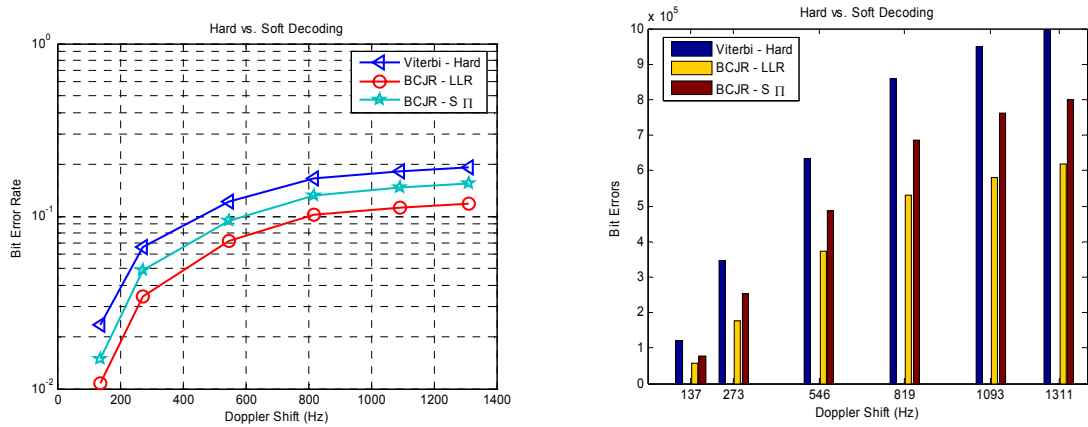 Hard vs. Soft Decoding
10^0
10^-1
10^-2
Bit Error Rate
Viterbi - Hard
BCJR - LLR
BCJR - S Π
0 200 400 600 800 1000 1200 1400
Doppler Shift (Hz)
Hard vs. Soft Decoding
x 10^5
10
9
8
7
6
5
4
3
2
1
0
Bit Errors
Viterbi - Hard
BCJR - LLR
BCJR - S Π
137 273 546 819 1093 1311
Doppler Shift (Hz)